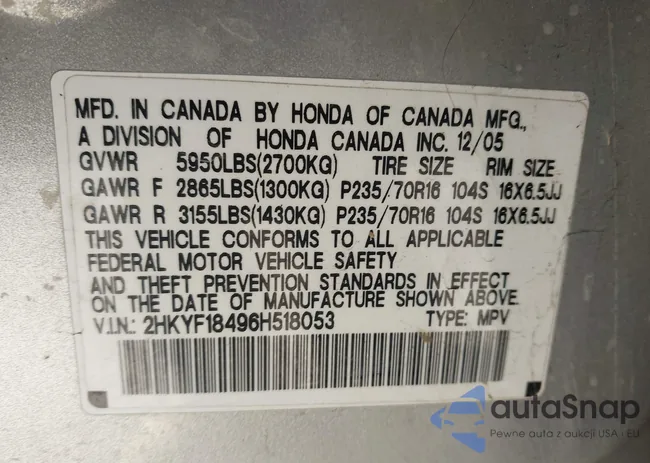 MFD. IN CANADA BY HONDA OF CANADA MFG.,
A DIVISION OF HONDA CANADA INC. 12/05
GVWR 5950LBS(2700KG) TIRE SIZE RIM SIZE
GAWR F 2865LBS(1300KG) P235/70R16 104S 16X6.5JJ
GAWR R 3155LBS(1430KG) P235/70R16 104S 16X6.5JJ
THIS VEHICLE CONFORMS TO ALL APPLICABLE
FEDERAL MOTOR VEHICLE SAFETY
AND THEFT PREVENTION STANDARDS IN EFFECT
ON THE DATE OF MANUFACTURE SHOWN ABOVE.
V.I.N.: 2HKYF18496H518053 TYPE: MPV
autaSnap
Pewne auta z aukcji USA - EU